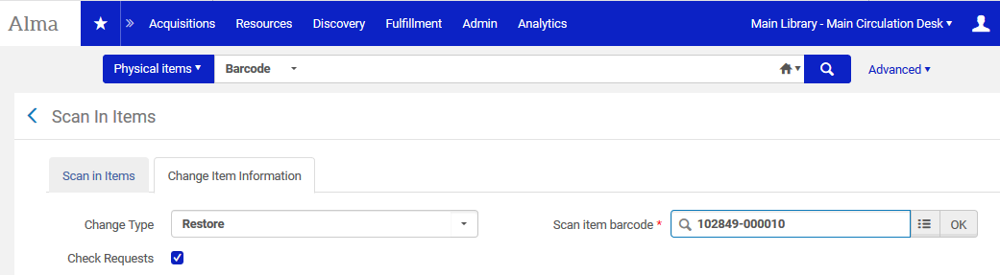 Alma » Acquisitions Resources Discovery Fulfillment Admin Analytics Main Library - Main Circulation Desk
Physical items Barcode Advanced
Scan In Items
Scan in Items Change Item Information
Change Type Restore Scan item barcode * 102849-000010 OK
Check Requests